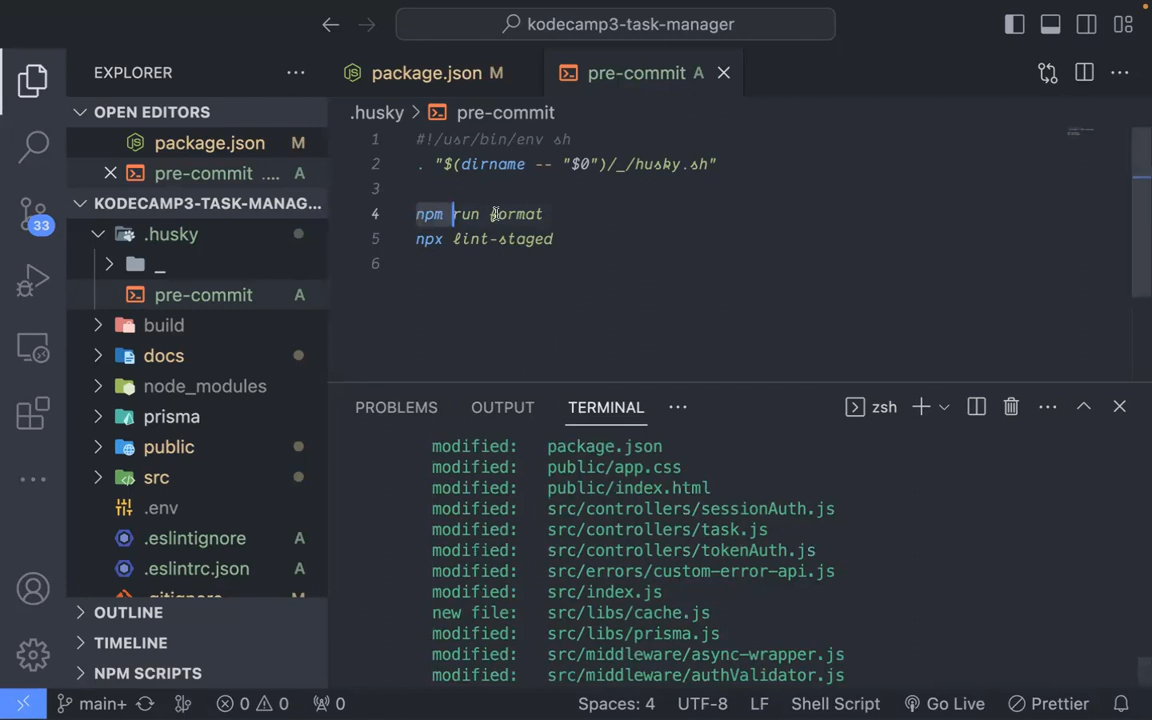 kodecamp3-task-manager
EXPLORER
package.json M
pre-commit A
OPEN EDITORS
package.json M
pre-commit .... A
KODECAMP3-TASK-MANAG...
.husky
_
pre-commit A
build
docs
node_modules
prisma
public
src
.env
.eslintignore A
.eslintrc.json A
.gitignore M
OUTLINE
TIMELINE
NPM SCRIPTS
33
.husky > pre-commit
1 #!/usr/bin/env sh
2 . "$(dirname -- "$0")/_/husky.sh"
3
4 npm run format
5 npx lint-staged
6
PROBLEMS OUTPUT TERMINAL zsh
modified: package.json
modified: public/app.css
modified: public/index.html
modified: src/controllers/sessionAuth.js
modified: src/controllers/task.js
modified: src/controllers/tokenAuth.js
modified: src/errors/custom-error-api.js
modified: src/index.js
new file: src/libs/cache.js
modified: src/libs/prisma.js
modified: src/middleware/async-wrapper.js
modified: src/middleware/authValidator.js
main+ 0 0 0 Spaces: 4 UTF-8 LF Shell Script Go Live Prettier